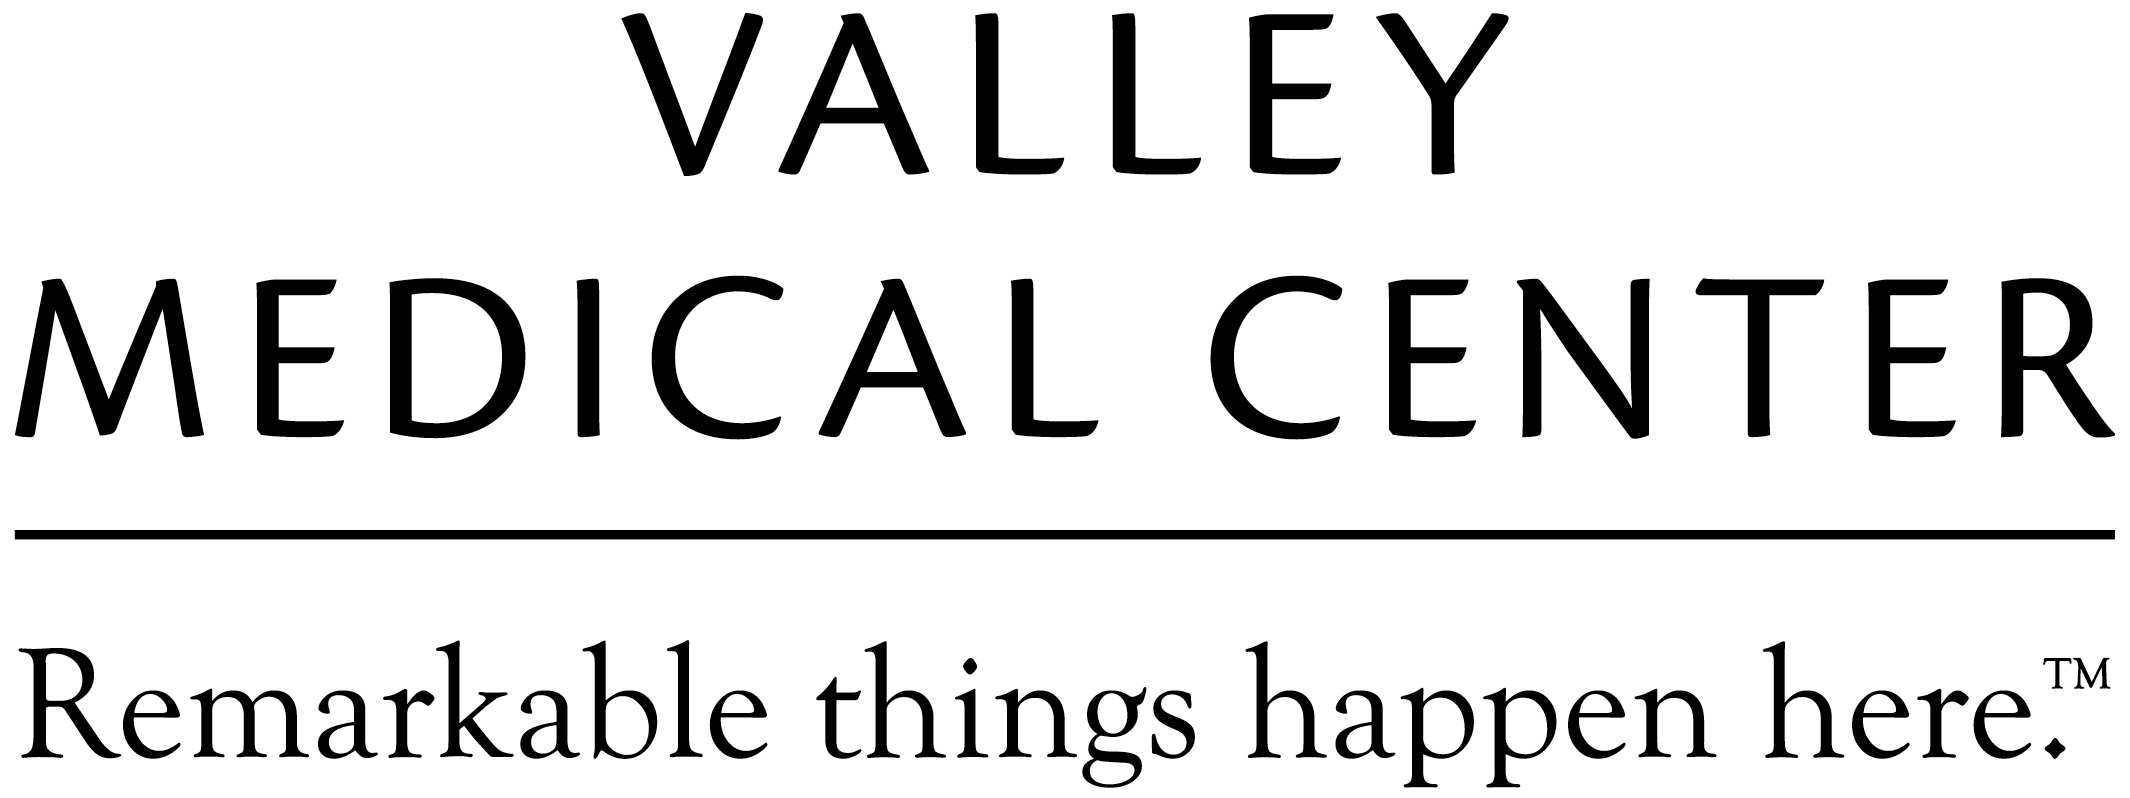 VALLEY
MEDICAL CENTER
Remarkable things happen here.™